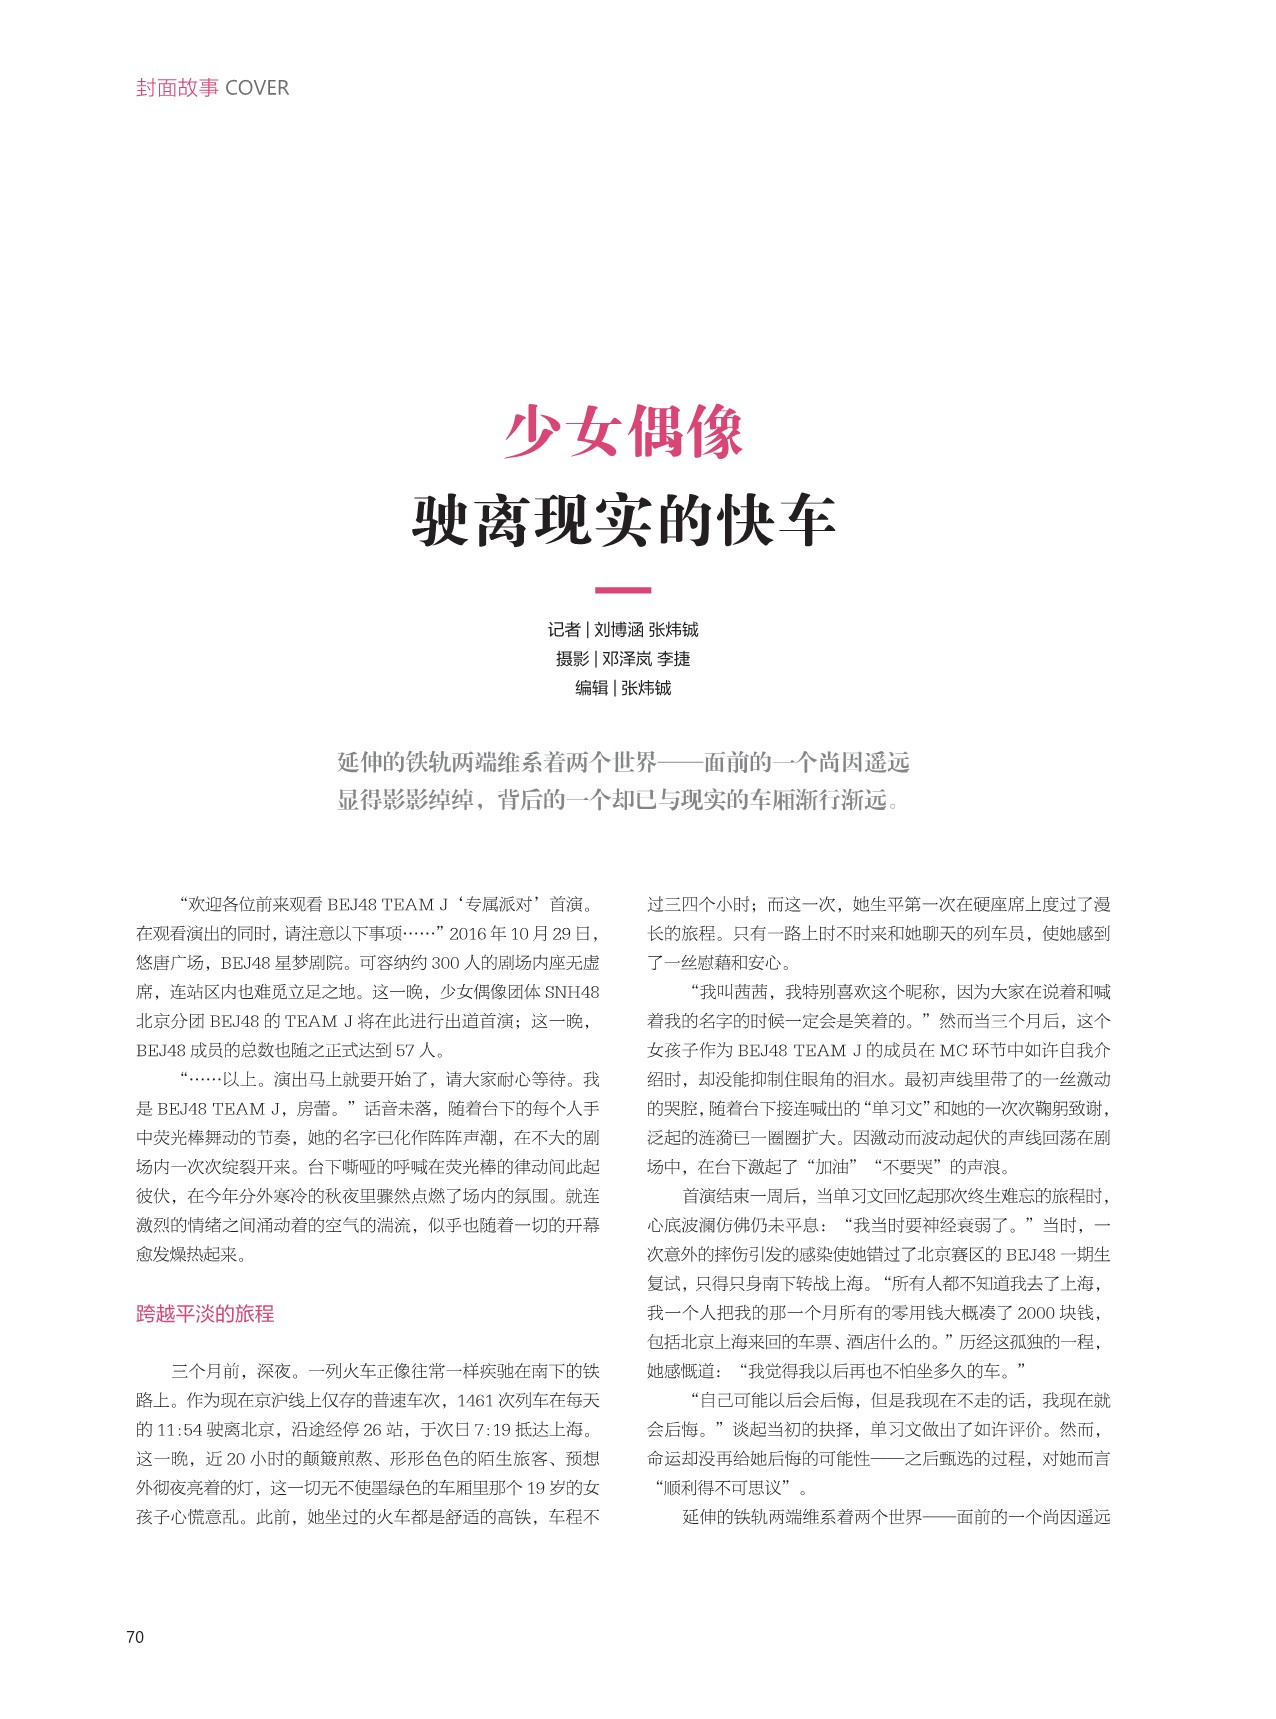 封面故事 COVER
少女偶像
驶离现实的快车
记者 | 刘博涵 张炜铖
摄影 | 邓泽岚 李捷
编辑 | 张炜铖
延伸的铁轨两端维系着两个世界——面前的一个尚因遥远
显得影影绰绰，背后的一个却已与现实的车厢渐行渐远。
“欢迎各位前来观看 BEJ48 TEAM J‘专属派对’首演。
在观看演出的同时，请注意以下事项……” 2016 年 10 月 29 日，
悠唐广场，BEJ48 星梦剧院。可容纳约 300 人的剧场内座无虚
席，连站区内也难觅立足之地。这一晚，少女偶像团体 SNH48
北京分团 BEJ48 的 TEAM J 将在此进行出道首演；这一晚，
BEJ48 成员的总数也随之正式达到 57 人。
“……以上。演出马上就要开始了，请大家耐心等待。我
是 BEJ48 TEAM J，房蕾。”话音未落，随着台下的每个人手
中荧光棒舞动的节奏，她的名字已化作阵阵声潮，在不大的剧
场内一次次绽裂开来。台下嘶哑的呼喊在荧光棒的律动间此起
彼伏，在今年分外寒冷的秋夜里骤然点燃了场内的氛围。就连
激烈的情绪之间涌动着的空气的湍流，似乎也随着一切的开幕
愈发燥热起来。
跨越平淡的旅程
三个月前，深夜。一列火车正像往常一样疾驰在南下的铁
路上。作为现在京沪线上仅存的普速车次，1461 次列车在每天
的 11:54 驶离北京，沿途经停 26 站，于次日 7:19 抵达上海。
这一晚，近 20 小时的颠簸煎熬、形形色色的陌生旅客、预想
外彻夜亮着的灯，这一切无不使墨绿色的车厢里那个 19 岁的女
孩子心慌意乱。此前，她坐过的火车都是舒适的高铁，车程不
过三四个小时；而这一次，她生平第一次在硬座席上度过了漫
长的旅程。只有一路上时不时来和她聊天的列车员，使她感到
了一丝慰藉和安心。
“我叫茜茜，我特别喜欢这个昵称，因为大家在说着和喊
着我的名字的时候一定会是笑着的。”然而当三个月后，这个
女孩子作为 BEJ48 TEAM J 的成员在 MC 环节中如许自我介
绍时，却没能抑制住眼角的泪水。最初声线里带了的一丝激动
的哭腔，随着台下接连喊出的“单习文”和她的一次次鞠躬致谢，
泛起的涟漪已一圈圈扩大。因激动而波动起伏的声线回荡在剧
场中，在台下激起了“加油”“不要哭”的声浪。
首演结束一周后，当单习文回忆起那次终生难忘的旅程时，
心底波澜仿佛仍未平息：“我当时要神经衰弱了。”当时，一
次意外的摔伤引发的感染使她错过了北京赛区的 BEJ48 一期生
复试，只得只身南下转战上海。“所有人都不知道我去了上海，
我一个人把我的那一个月所有的零用钱大概凑了 2000 块钱，
包括北京上海来回的车票、酒店什么的。”历经这孤独的一程，
她感慨道：“我觉得我以后再也不怕坐多久的车。”
“自己可能以后会后悔，但是我现在不走的话，我现在就
会后悔。”谈起当初的抉择，单习文做出了如许评价。然而，
命运却没再给她后悔的可能性——之后甄选的过程，对她而言
“顺利得不可思议”。
延伸的铁轨两端维系着两个世界——面前的一个尚因遥远
70